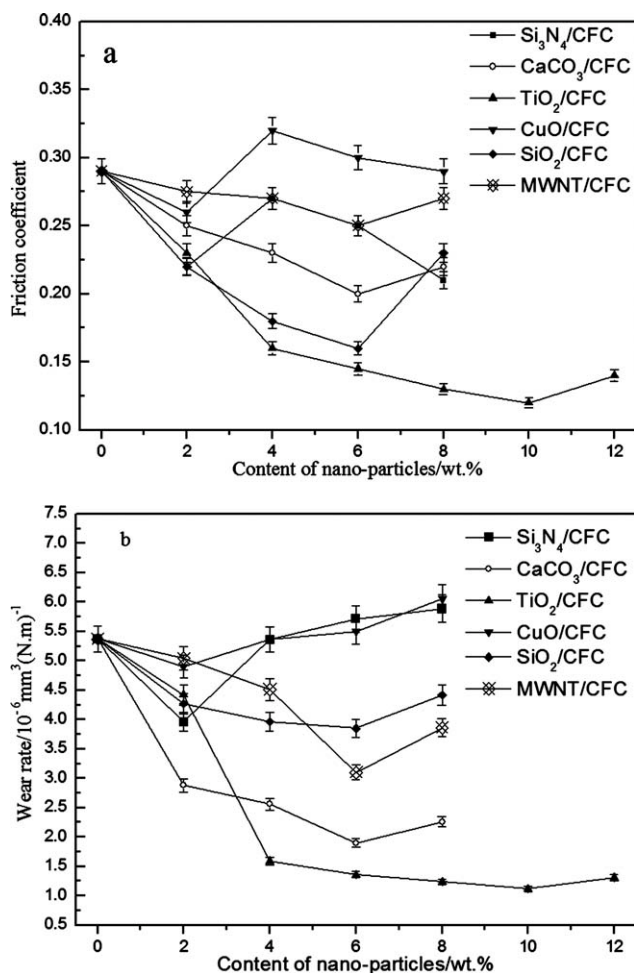 a
0.40
0.35
0.30
0.25
0.20
0.15
0.10
Friction coefficient
Si₃N₄/CFC
CaCO₃/CFC
TiO₂/CFC
CuO/CFC
SiO₂/CFC
MWNT/CFC
0 2 4 6 8 10 12
Content of nano-particles/wt.%
b
7.5
7.0
6.5
6.0
5.5
5.0
4.5
4.0
3.5
3.0
2.5
2.0
1.5
1.0
0.5
Wear rate/10⁻⁶mm³(N.m)⁻¹
Si₃N₄/CFC
CaCO₃/CFC
TiO₂/CFC
CuO/CFC
SiO₂/CFC
MWNT/CFC
0 2 4 6 8 10 12
Content of nano-particles/wt.%